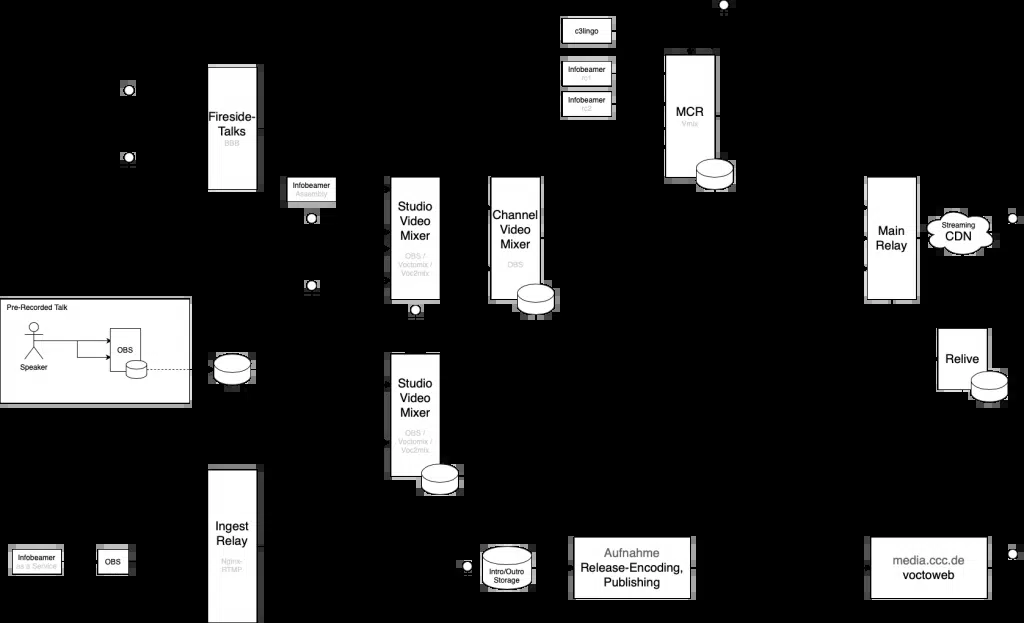 c3lingo
Infobeamer
rc1
Infobeamer
rc2
MCR
Vmix
Fireside-
Talks
BBB
Infobeamer
Assembly
Studio
Video
Mixer
OBS /
Voctomix /
Voc2mix
Channel
Video
Mixer
OBS
Main
Relay
Streaming
CDN
Pre-Recorded Talk
OBS
Speaker
Relive
Studio
Video
Mixer
OBS /
Voctomix /
Voc2mix
Ingest
Relay
Nginx-
RTMP
Infobeamer
as a Service
OBS
Intro/Outro
Storage
Aufnahme
Release-Encoding,
Publishing
media.ccc.de
voctoweb